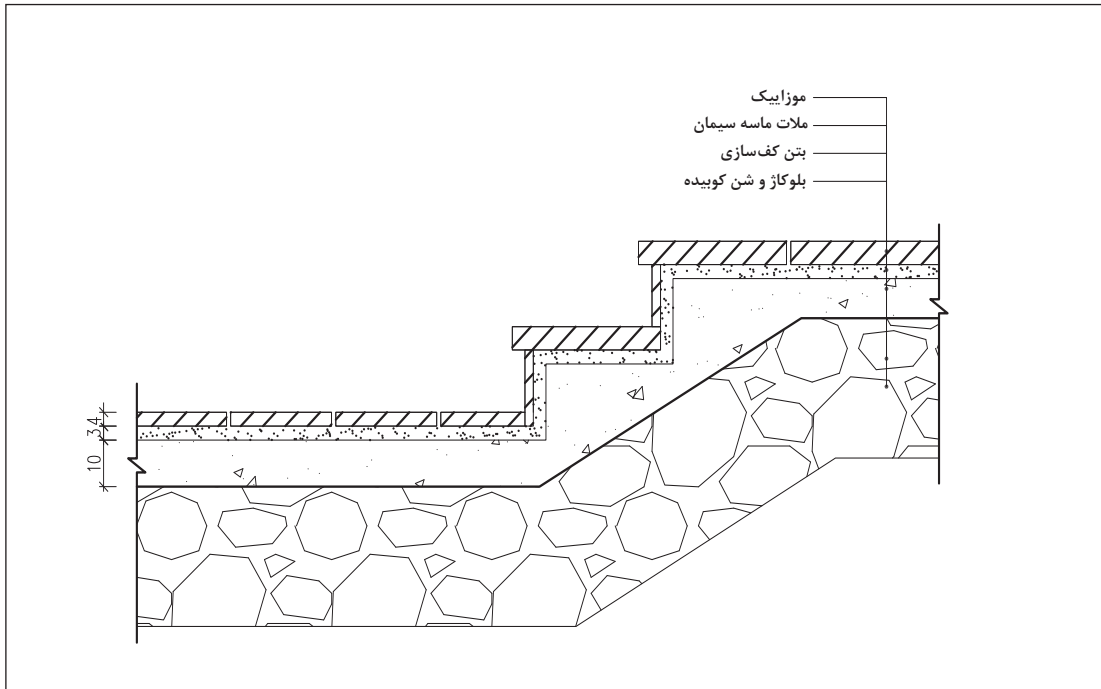 موزاییک
ملات ماسه سیمان
بتن کف‌سازی
بلوکاژ و شن کوبیده
4
3
10